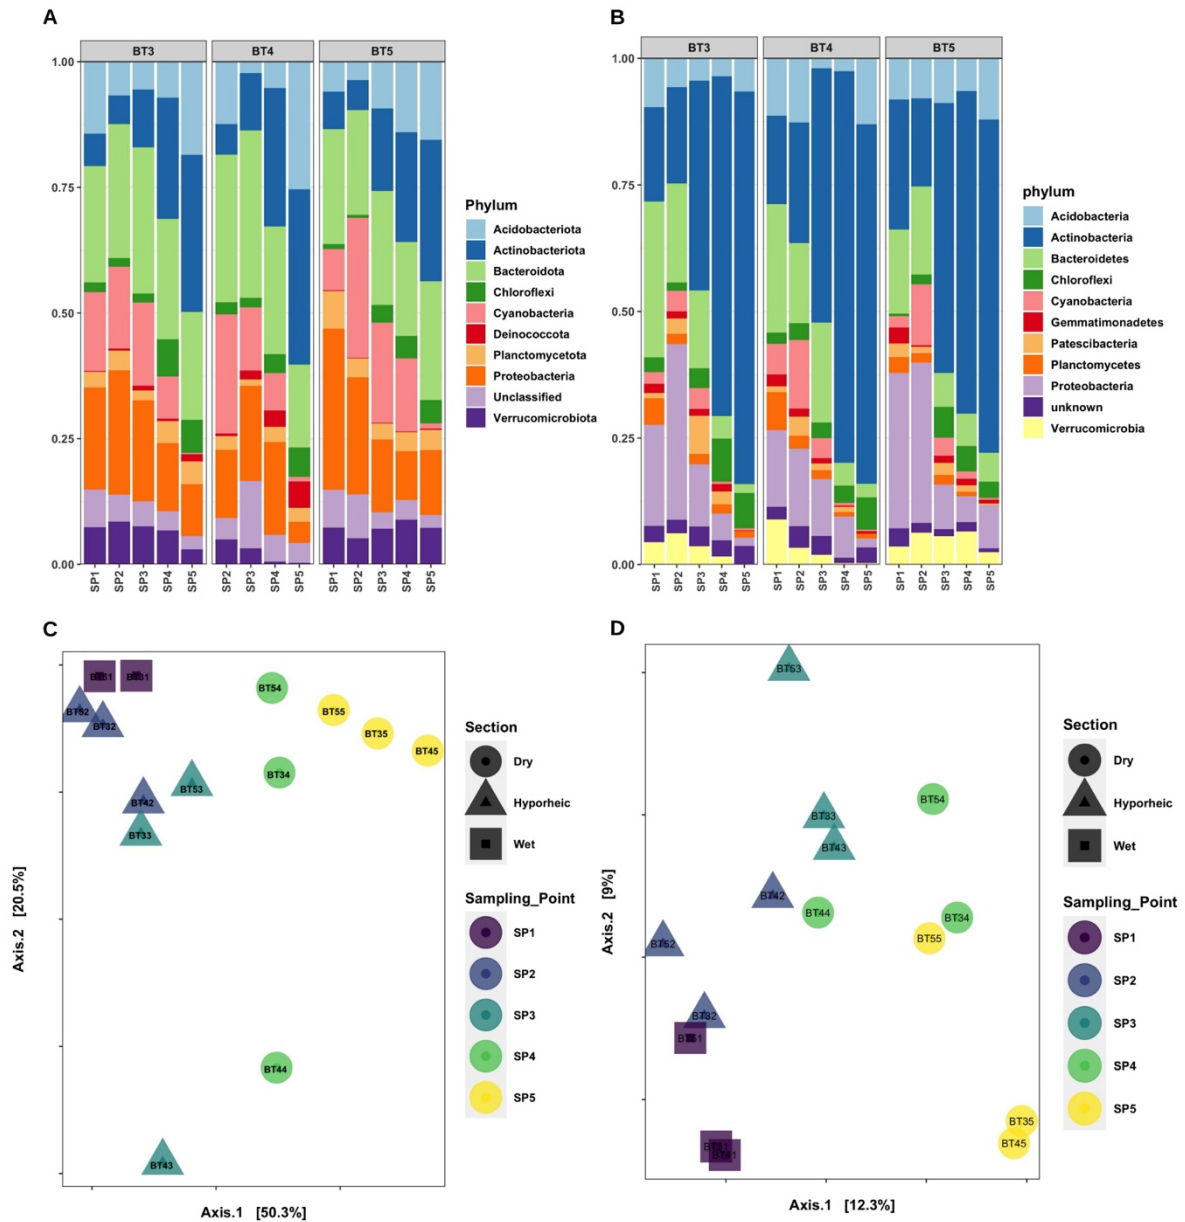 A
BT3 BT4 BT5
1.00
0.75
0.50
0.25
0.00
SP1 SP2 SP3 SP4 SP5 SP2 SP3 SP4 SP5 SP1 SP2 SP3 SP4 SP5
Phylum
Acidobacteriota
Actinobacteriota
Bacteroidota
Chloroflexi
Cyanobacteria
Deinococcota
Planctomycetota
Proteobacteria
Unclassified
Verrucomicrobiota
B
BT3 BT4 BT5
1.00
0.75
0.50
0.25
0.00
SP1 SP2 SP3 SP4 SP5 SP1 SP2 SP3 SP4 SP5 SP1 SP2 SP3 SP4 SP5
phylum
Acidobacteria
Actinobacteria
Bacteroidetes
Chloroflexi
Cyanobacteria
Gemmatimonadetes
Patescibacteria
Planctomycetes
Proteobacteria
unknown
Verrucomicrobia
C
BT51 BT31
BT54
BT52
BT32
BT55
BT35
BT45
BT34
BT53
BT42
BT33
BT44
BT43
Axis.2 [20.5%]
Axis.1 [50.3%]
Section
Dry
Hyporheic
Wet
Sampling_Point
SP1
SP2
SP3
SP4
SP5
D
BT53
BT54
BT33
BT43
BT42
BT44
BT34
BT55
BT52
BT32
BT51
BT35
BT45
BT31
BT41
Axis.2 [9%]
Axis.1 [12.3%]
Section
Dry
Hyporheic
Wet
Sampling_Point
SP1
SP2
SP3
SP4
SP5